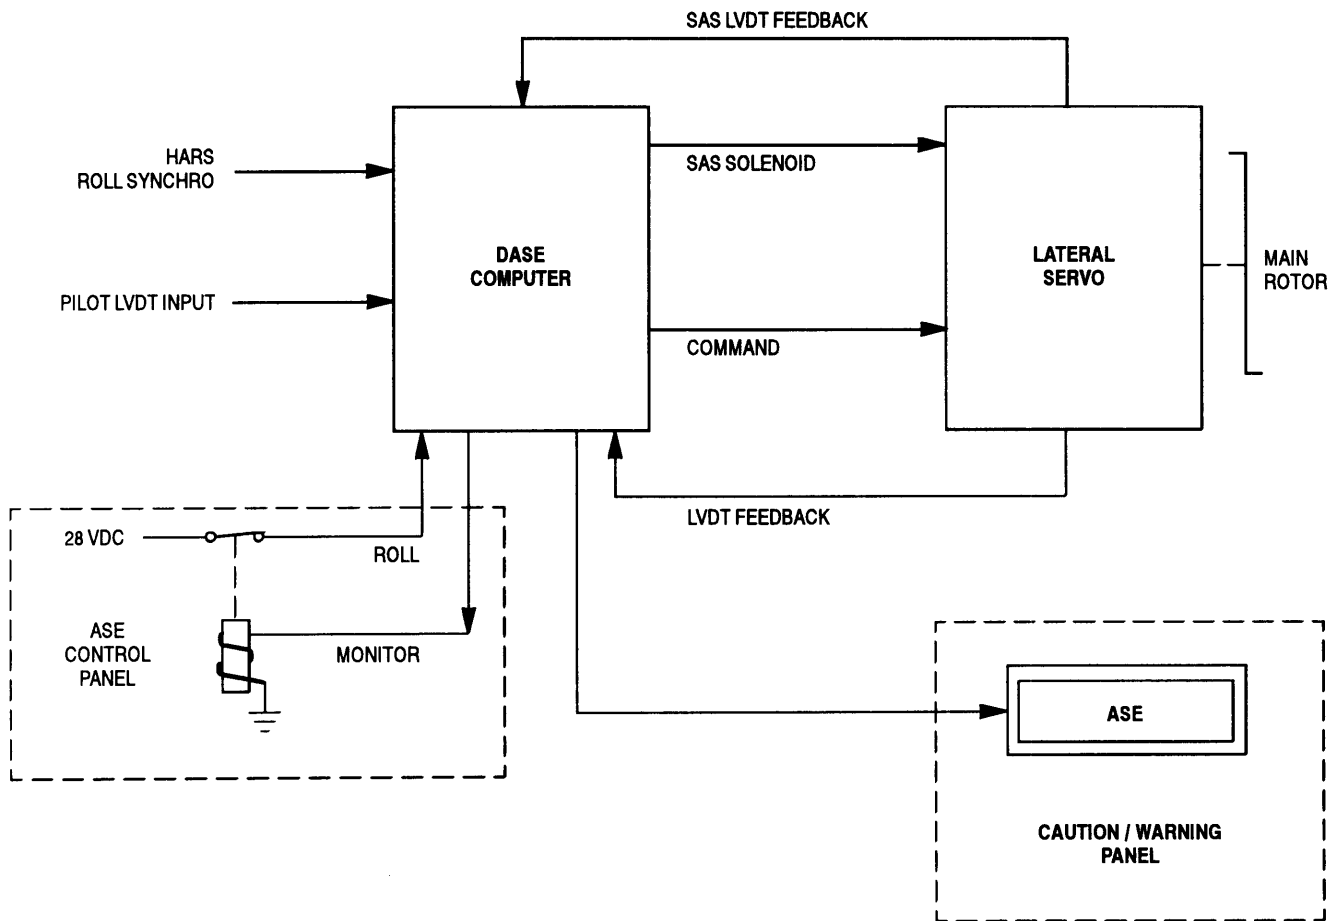 SAS LVDT FEEDBACK
HARS
ROLL SYNCHRO
SAS SOLENOID
DASE
COMPUTER
LATERAL
SERVO
MAIN
ROTOR
PILOT LVDT INPUT
COMMAND
LVDT FEEDBACK
28 VDC
ROLL
ASE
CONTROL
PANEL
MONITOR
ASE
CAUTION / WARNING
PANEL